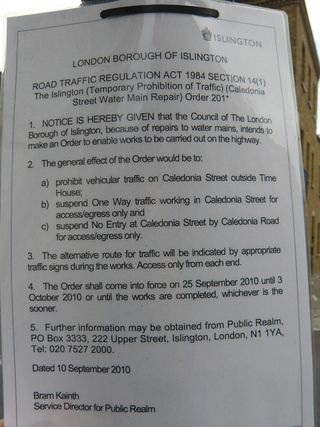 ISLINGTON
LONDON BOROUGH OF ISLINGTON
ROAD TRAFFIC REGULATION ACT 1984 SECTION 14(1)
The Islington (Temporary Prohibition of Traffic) (Caledonia
Street Water Main Repair) Order 201*
1. NOTICE IS HEREBY GIVEN that the Council of The London
Borough of Islington, because of repairs to water mains, intends to
make an Order to enable works to be carried out on the highway.
2. The general effect of the Order would be to:
a) prohibit vehicular traffic on Caledonia Street outside Time
House;
b) suspend One Way traffic working in Caledonia Street for
access/egress only and
c) suspend No Entry at Caledonia Street by Caledonia Road
for access/egress only.
3. The alternative route for traffic will be indicated by appropriate
traffic signs during the works. Access only from each end.
4. The Order shall come into force on 25 September 2010 until 3
October 2010 or until the works are completed, whichever is the
sooner.
5. Further information may be obtained from Public Realm,
PO Box 3333, 222 Upper Street, Islington, London, N1 1YA,
Tel: 020 7527 2000.
Dated 10 September 2010
Bram Kainth
Service Director for Public Realm